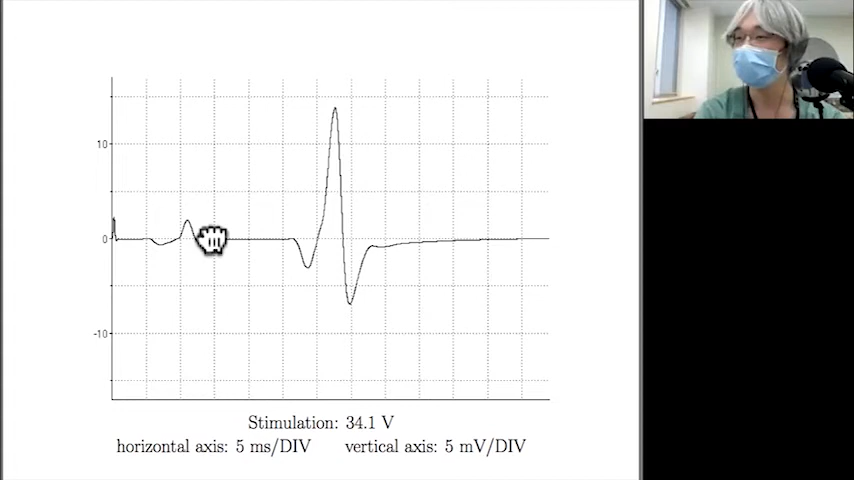 10
0
-10
Stimulation: 34.1 V
horizontal axis: 5 ms/DIV vertical axis: 5 mV/DIV